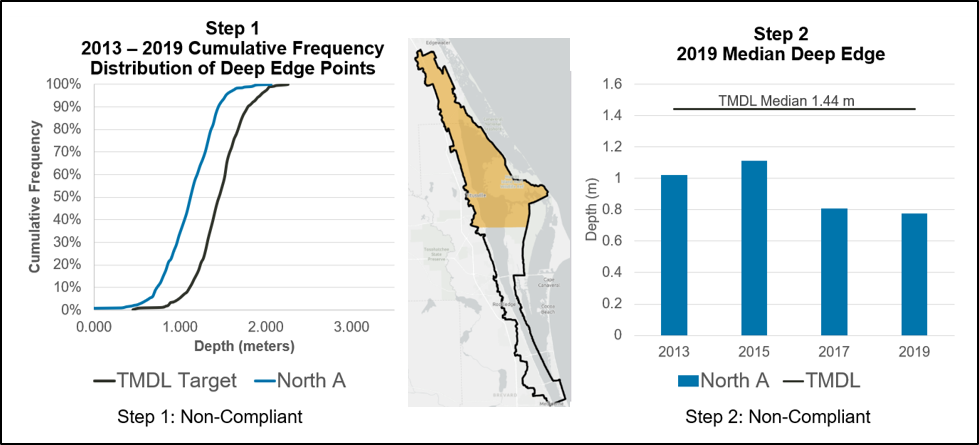 Step 1
2013 – 2019 Cumulative Frequency
Distribution of Deep Edge Points
100%
90%
80%
70%
60%
50%
40%
30%
20%
10%
0%
Cumulative Frequency
0.000
1.000
2.000
3.000
Depth (meters)
TMDL Target
North A
Step 1: Non-Compliant
Edgewater
Step 2
2019 Median Deep Edge
TMDL Median 1.44 m
1.6
1.4
1.2
1
0.8
0.6
0.4
0.2
0
Depth (m)
2013
2015
2017
2019
North A
TMDL
Step 2: Non-Compliant